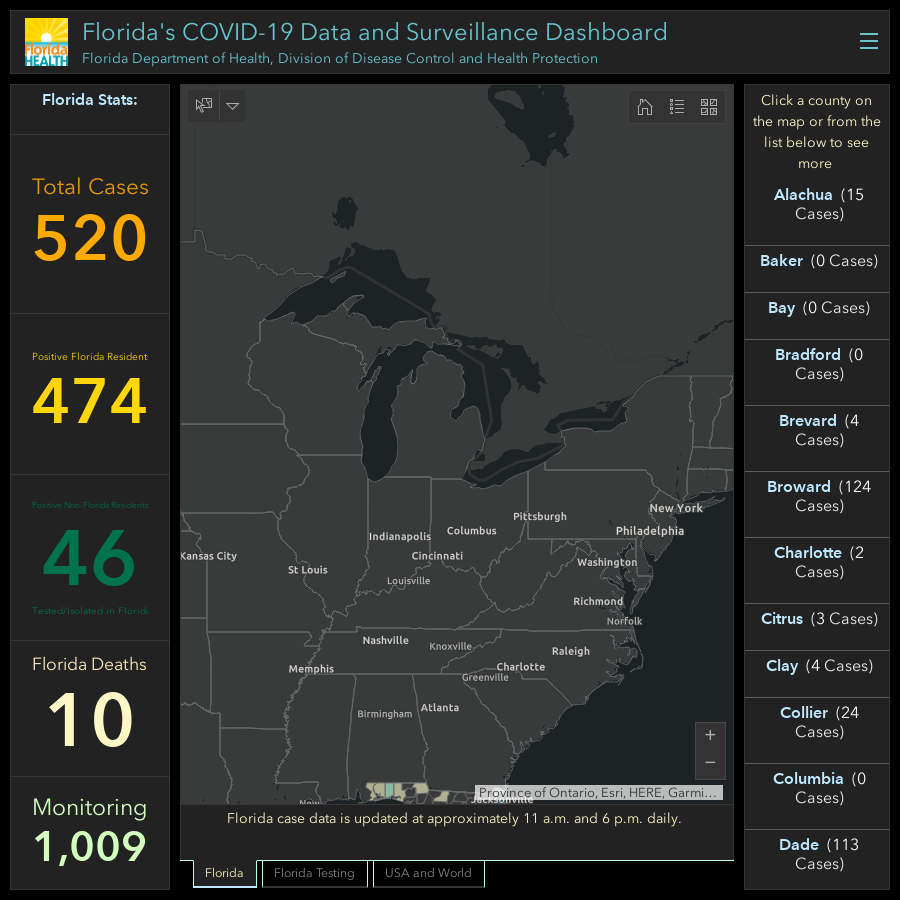 Florida
HEALTH
Florida's COVID-19 Data and Surveillance Dashboard
Florida Department of Health, Division of Disease Control and Health Protection
Florida Stats:
Total Cases
520
Positive Florida Resident
474
Positive Non-Florida Residents
46
Tested/Isolated in Florid
Florida Deaths
10
Monitoring
1,009
New York
Pittsburgh
Philadelphia
Columbus
Indianapolis
Kansas City
Cincinnati
Washington
St Louis
Louisville
Richmond
Norfolk
Nashville
Knoxville
Raleigh
Memphis
Charlotte
Greenville
Birmingham
Atlanta
New
Jacksonville
+
−
Province of Ontario, Esri, HERE, Garmi...
Florida case data is updated at approximately 11 a.m. and 6 p.m. daily.
Florida
Florida Testing
USA and World
Click a county on
the map or from the
list below to see
more
Alachua (15
Cases)
Baker (0 Cases)
Bay (0 Cases)
Bradford (0
Cases)
Brevard (4
Cases)
Broward (124
Cases)
Charlotte (2
Cases)
Citrus (3 Cases)
Clay (4 Cases)
Collier (24
Cases)
Columbia (0
Cases)
Dade (113
Cases)